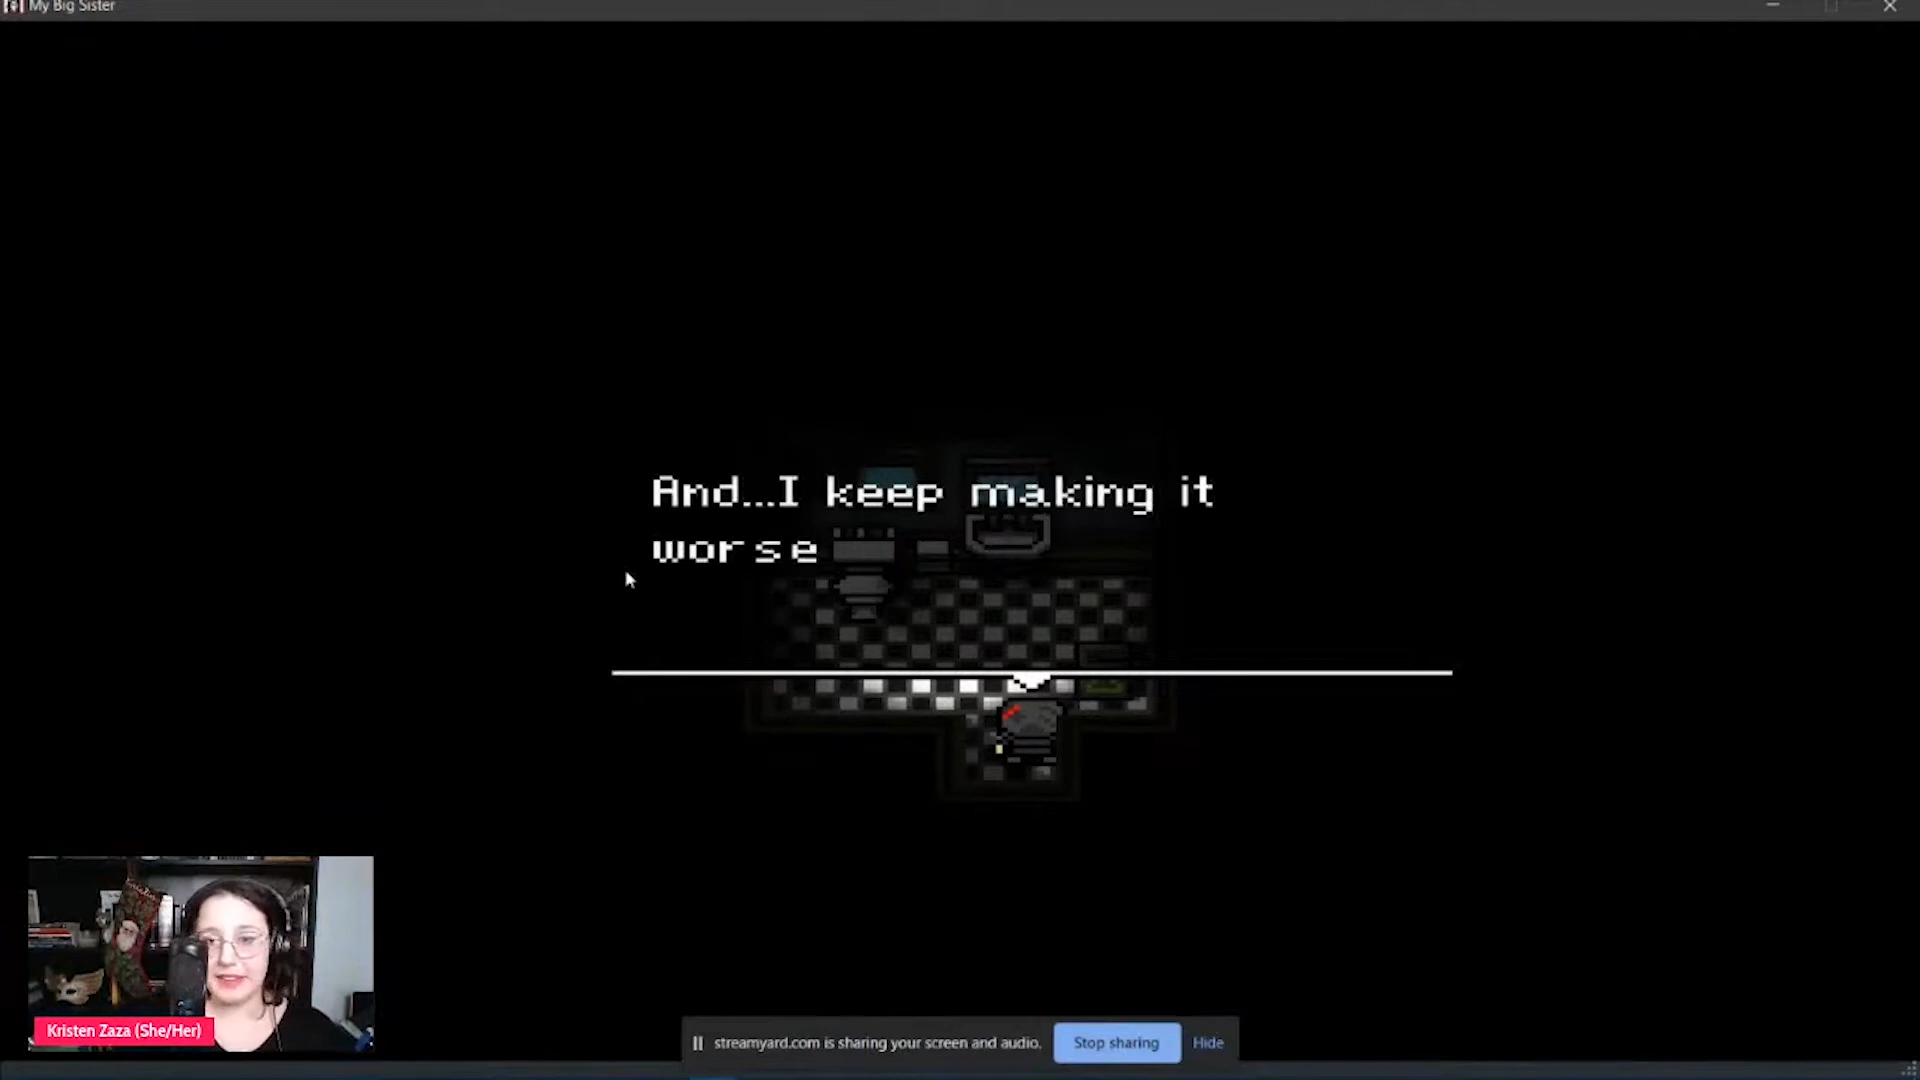 My Big Sister
And...I keep making it
worse
Kristen Zaza (She/Her)
streamyard.com is sharing your screen and audio.
Stop sharing
Hide